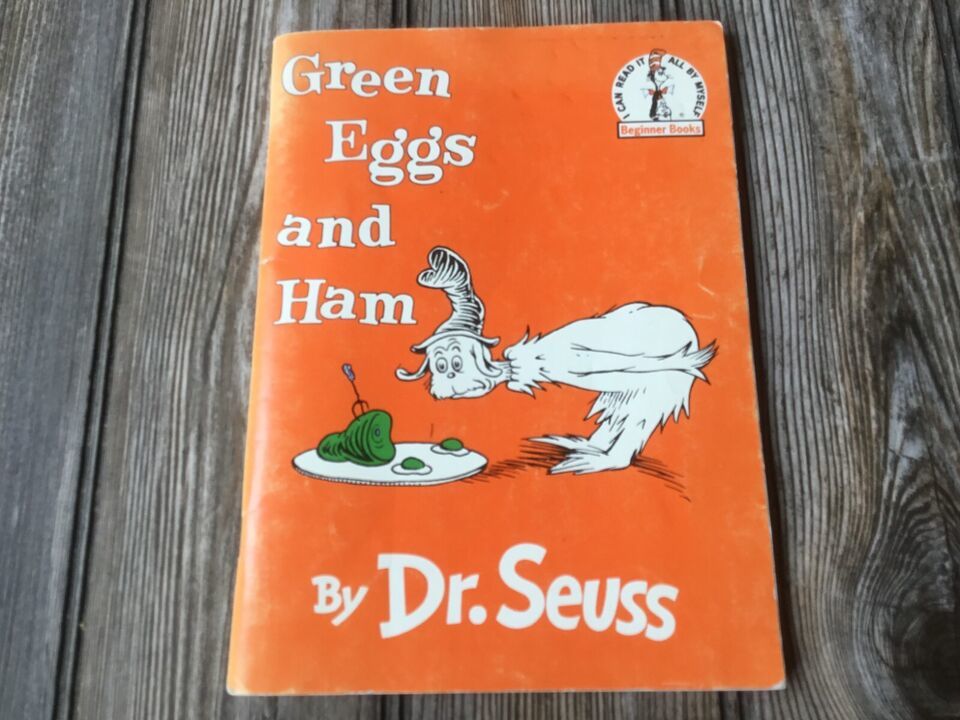 Green
Eggs
and
Ham
I CAN READ IT ALL BY MYSELF
Beginner Books
By Dr. Seuss